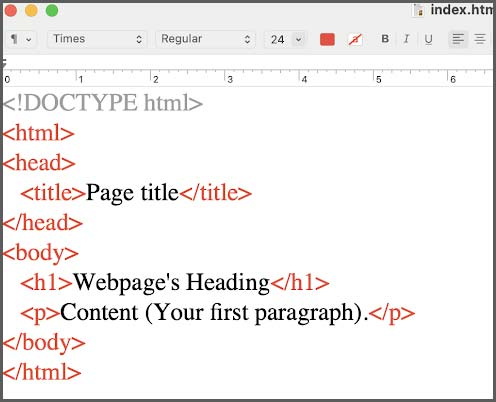 index.htm
¶ Times Regular 24 a B I U
0 1 2 3 4 5 6
<!DOCTYPE html>
<html>
<head>
<title>Page title</title>
</head>
<body>
<h1>Webpage's Heading</h1>
<p>Content (Your first paragraph).</p>
</body>
</html>